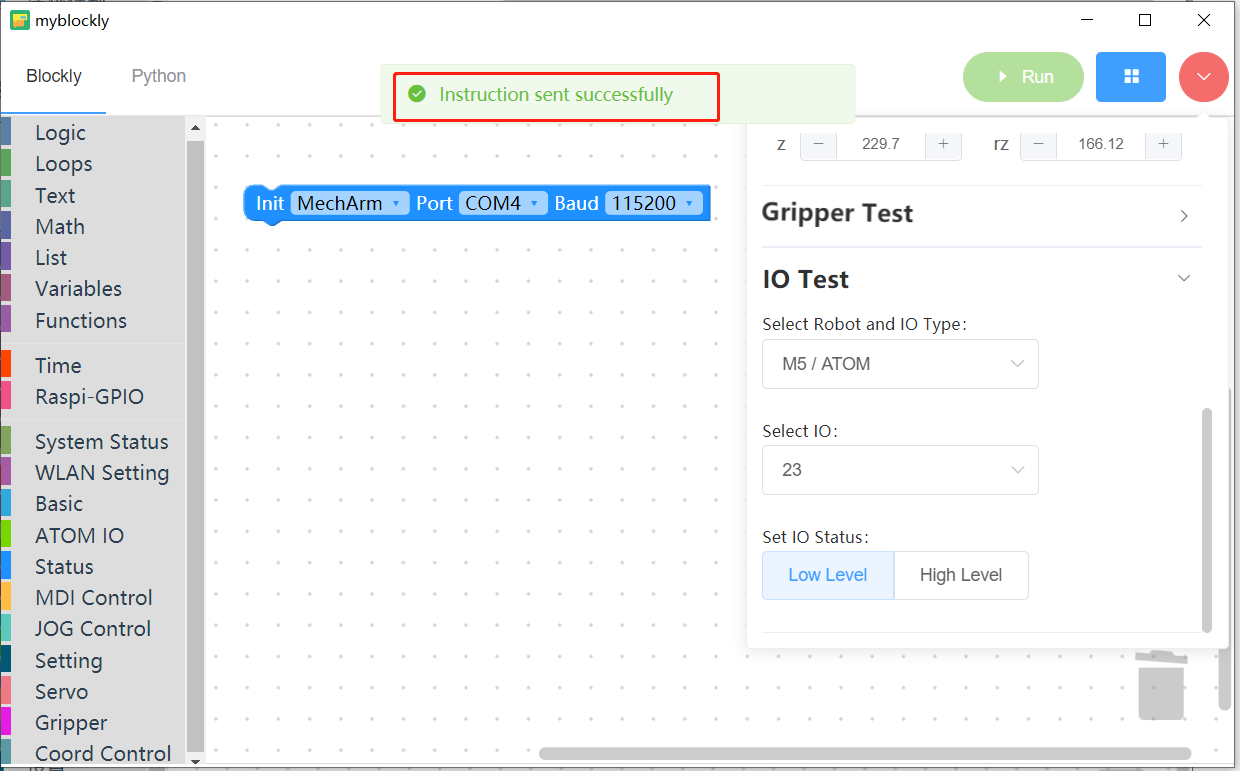 myblockly
Blockly Python
Instruction sent successfully
Run
Logic
Loops
Text
Math
List
Variables
Functions
Time
Raspi-GPIO
System Status
WLAN Setting
Basic
ATOM IO
Status
MDI Control
JOG Control
Setting
Servo
Gripper
Coord Control
Init MechArm Port COM4 Baud 115200
z − 229.7 + rz − 166.12 +
Gripper Test
IO Test
Select Robot and IO Type:
M5 / ATOM
Select IO:
23
Set IO Status:
Low Level High Level